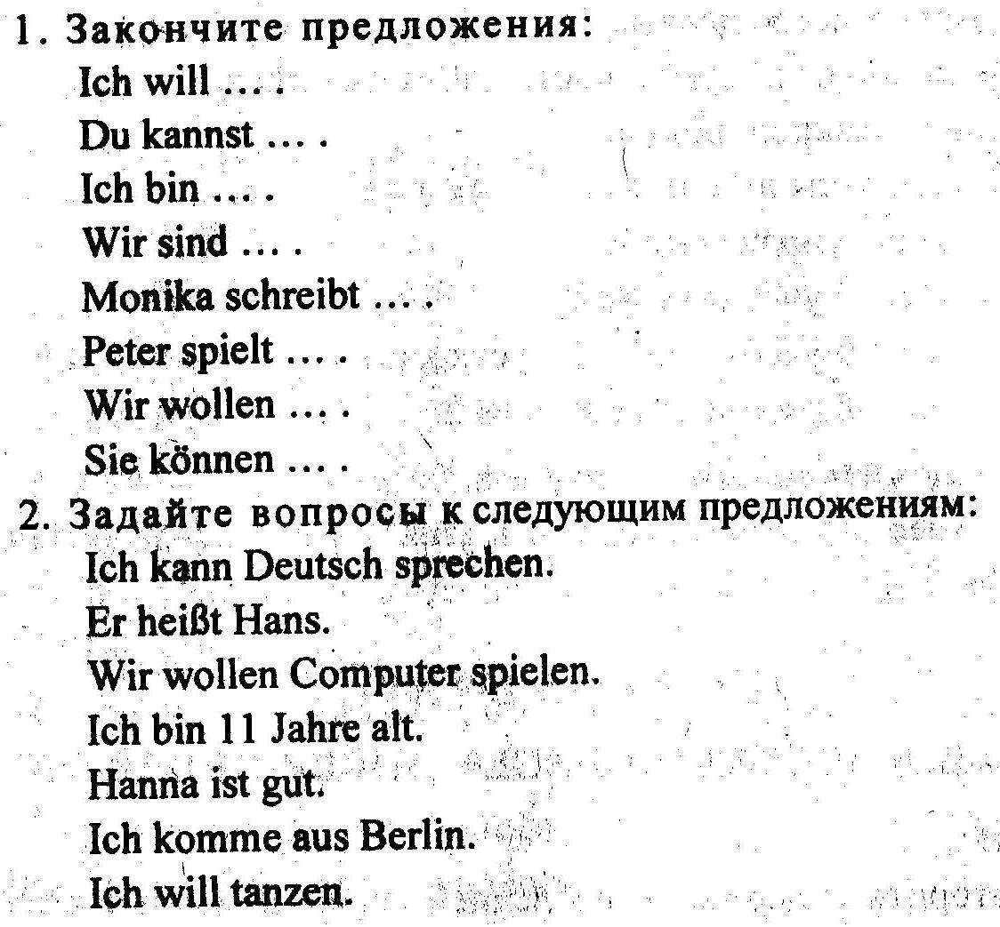 1. Закончите предложения:
Ich will ... .
Du kannst ... .
Ich bin ... .
Wir sind ... .
Monika schreibt ... .
Peter spielt ... .
Wir wollen ... .
Sie können ... .
2. Задайте вопросы к следующим предложениям:
Ich kann Deutsch sprechen.
Er heißt Hans.
Wir wollen Computer spielen.
Ich bin 11 Jahre alt.
Hanna ist gut.
Ich komme aus Berlin.
Ich will tanzen.